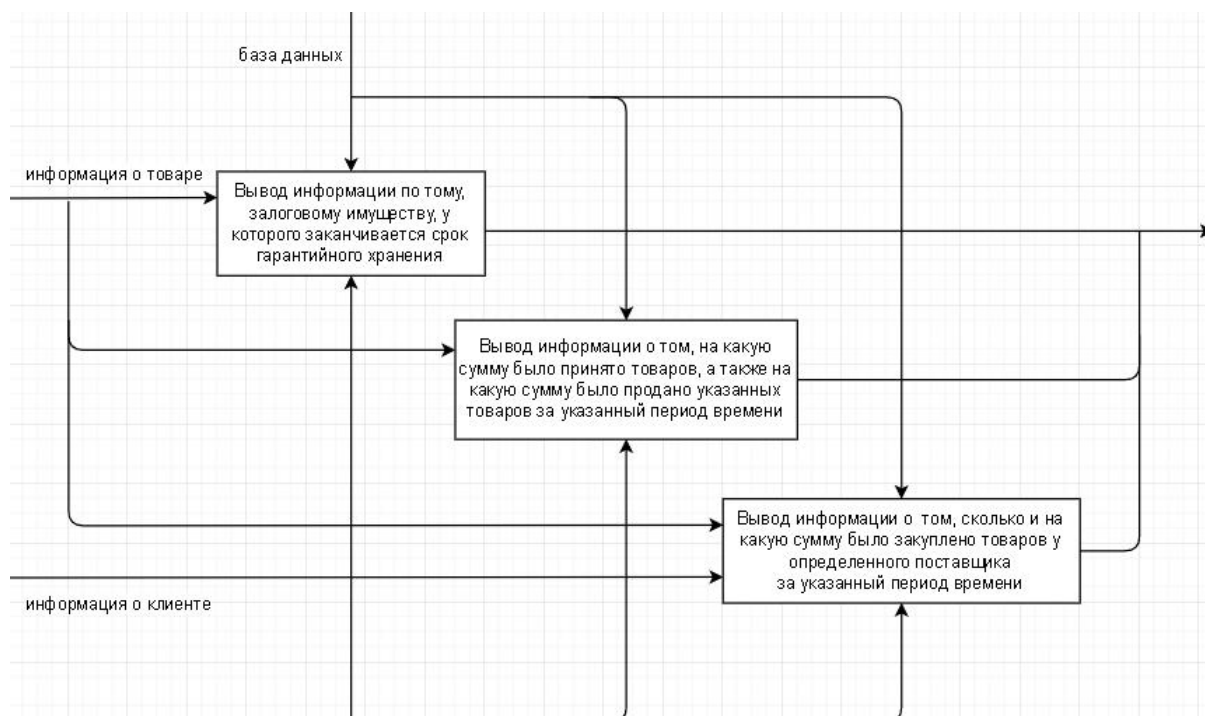 база данных
информация о товаре
Вывод информации по тому,
залоговому имуществу, у
которого заканчивается срок
гарантийного хранения
Вывод информации о том, на какую
сумму было принято товаров, а также на
какую сумму было продано указанных
товаров за указанный период времени
Вывод информации о том, сколько и на
какую сумму было закуплено товаров у
определенного поставщика
за указанный период времени
информация о клиенте